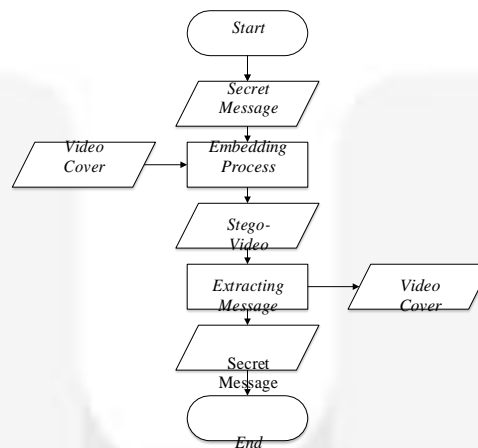 Start
Secret
Message
Video
Cover
Embedding
Process
Stego-
Video
Extracting
Message
Video
Cover
Secret
Message
End